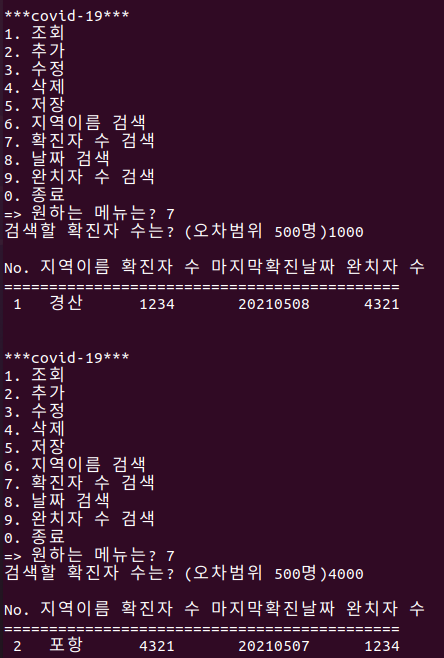 ***covid-19***
1. 조회
2. 추가
3. 수정
4. 삭제
5. 저장
6. 지역이름 검색
7. 확진자 수 검색
8. 날짜 검색
9. 완치자 수 검색
0. 종료
=> 원하는 메뉴는? 7
검색할 확진자 수는? (오차범위 500명)1000
No. 지역이름 확진자 수 마지막확진날짜 완치자 수
============================================
1 경산 1234 20210508 4321
***covid-19***
1. 조회
2. 추가
3. 수정
4. 삭제
5. 저장
6. 지역이름 검색
7. 확진자 수 검색
8. 날짜 검색
9. 완치자 수 검색
0. 종료
=> 원하는 메뉴는? 7
검색할 확진자 수는? (오차범위 500명)4000
No. 지역이름 확진자 수 마지막확진날짜 완치자 수
============================================
2 포항 4321 20210507 1234